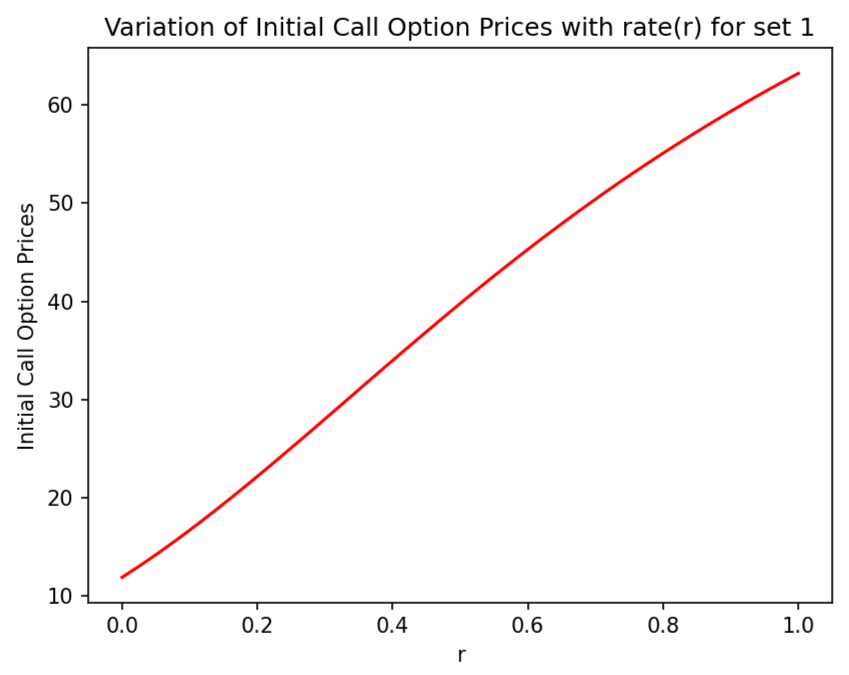 Variation of Initial Call Option Prices with rate(r) for set 1
Initial Call Option Prices
60
50
40
30
20
10
0.0 0.2 0.4 0.6 0.8 1.0
r